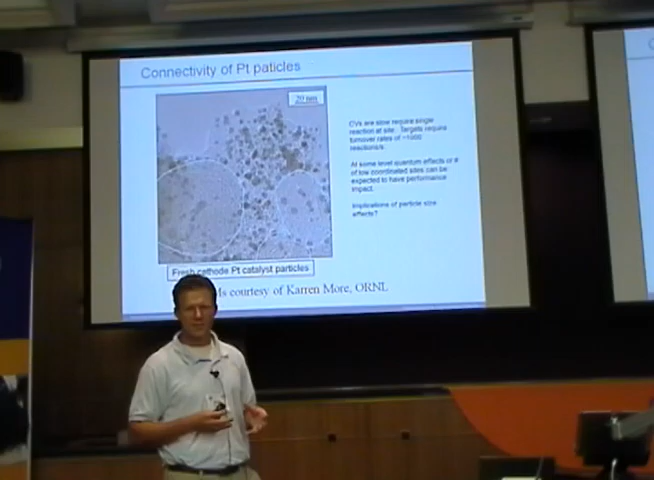 Connectivity of Pt paticles
20 nm
CVs are slow require single
reaction at site. Targets require
turnover rates of ~1000
reactions/s.
At some level quantum effects or #
of low coordinated sites can be
expected to have performance
impact.
Implications of particle size
effects?
Fresh cathode Pt catalyst particles
s courtesy of Karren More, ORNL